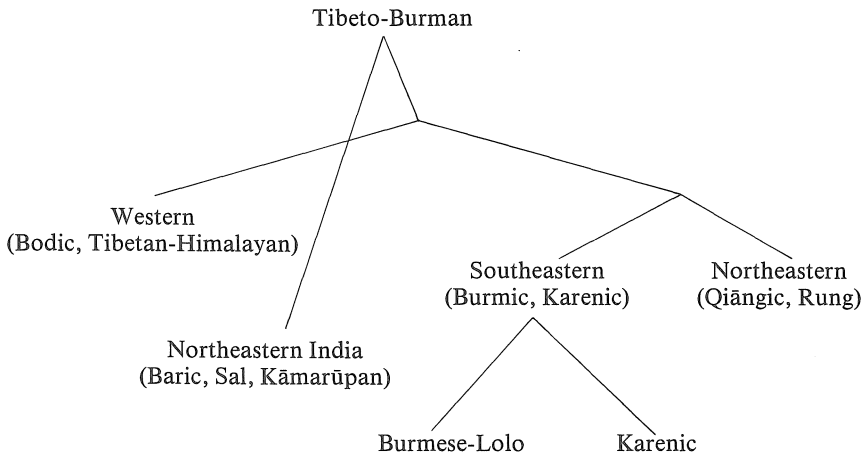 Tibeto-Burman
Western
(Bodic, Tibetan-Himalayan)
Southeastern
(Burmic, Karenic)
Northeastern
(Qiāngic, Rung)
Northeastern India
(Baric, Sal, Kāmarūpan)
Burmese-Lolo
Karenic